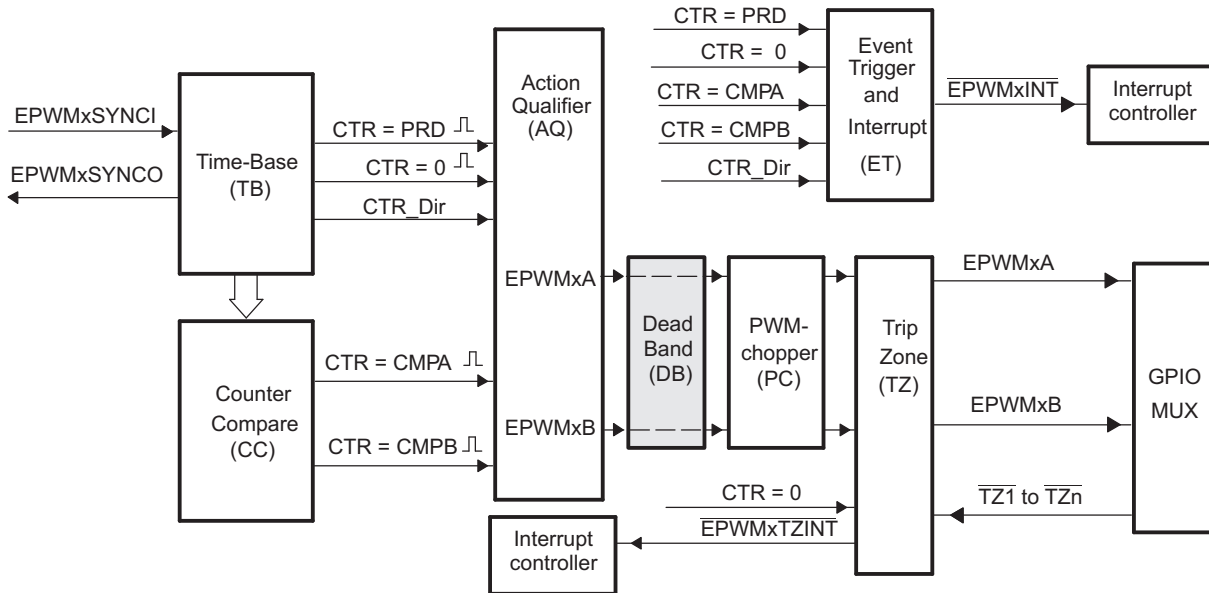 EPWMxSYNCI
EPWMxSYNCO
Time-Base
(TB)
CTR = PRD
CTR = 0
CTR_Dir
Counter
Compare
(CC)
CTR = CMPA
CTR = CMPB
Action
Qualifier
(AQ)
EPWMxA
EPWMxB
CTR = PRD
CTR = 0
CTR = CMPA
CTR = CMPB
CTR_Dir
Event
Trigger
and
Interrupt
(ET)
EPWMxINT
Interrupt
controller
Dead
Band
(DB)
PWM-
chopper
(PC)
Trip
Zone
(TZ)
EPWMxA
EPWMxB
TZ1 to TZn
GPIO
MUX
CTR = 0
EPWMxTZINT
Interrupt
controller